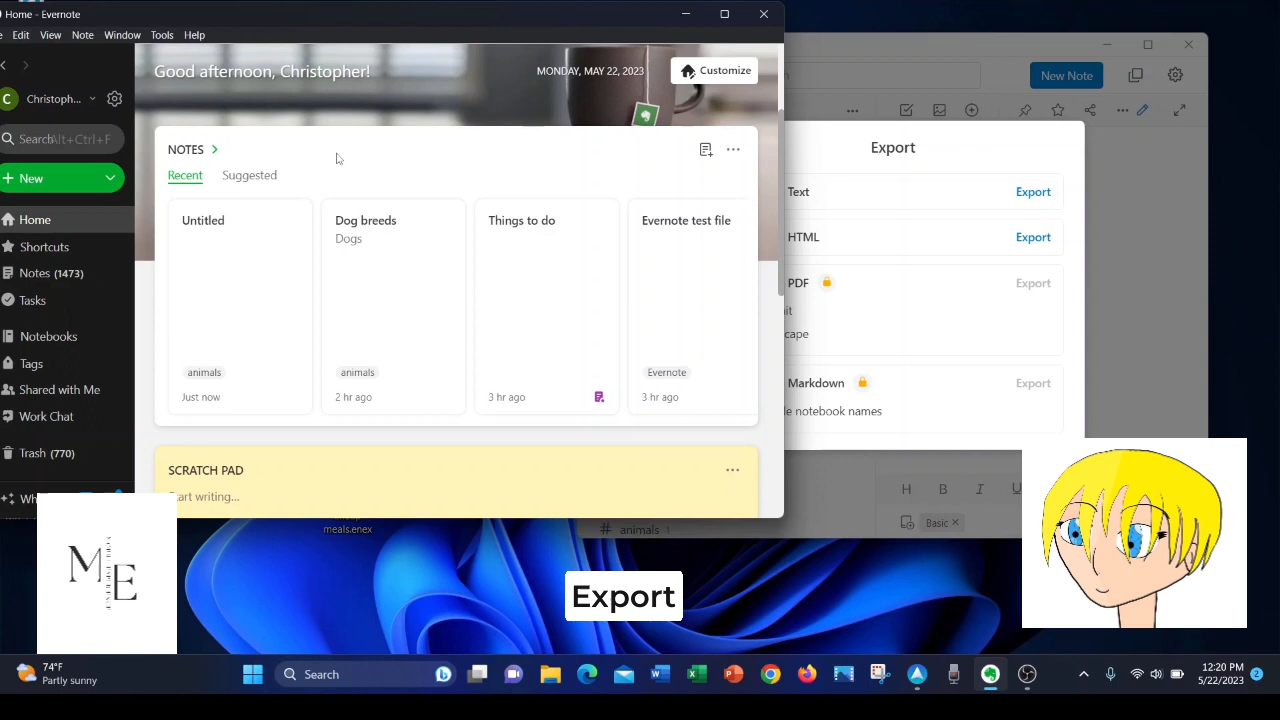 Home - Evernote
Edit View Note Window Tools Help
Good afternoon, Christopher!
MONDAY, MAY 22, 2023
Customize
C Christoph...
Search Alt+Ctrl+F
New
Home
Shortcuts
Notes (1473)
Tasks
Notebooks
Tags
Shared with Me
Work Chat
Trash (770)
NOTES
Recent Suggested
Untitled
animals
Just now
Dog breeds
Dogs
animals
2 hr ago
Things to do
3 hr ago
Evernote test file
Evernote
3 hr ago
SCRATCH PAD
Start writing...
meals.enex
New Note
Export
Text Export
HTML Export
PDF Export
Markdown Export
notebook names
H B I U
Basic
# animals 1
M E
Export
74°F
Partly sunny
Search
12:20 PM
5/22/2023
2